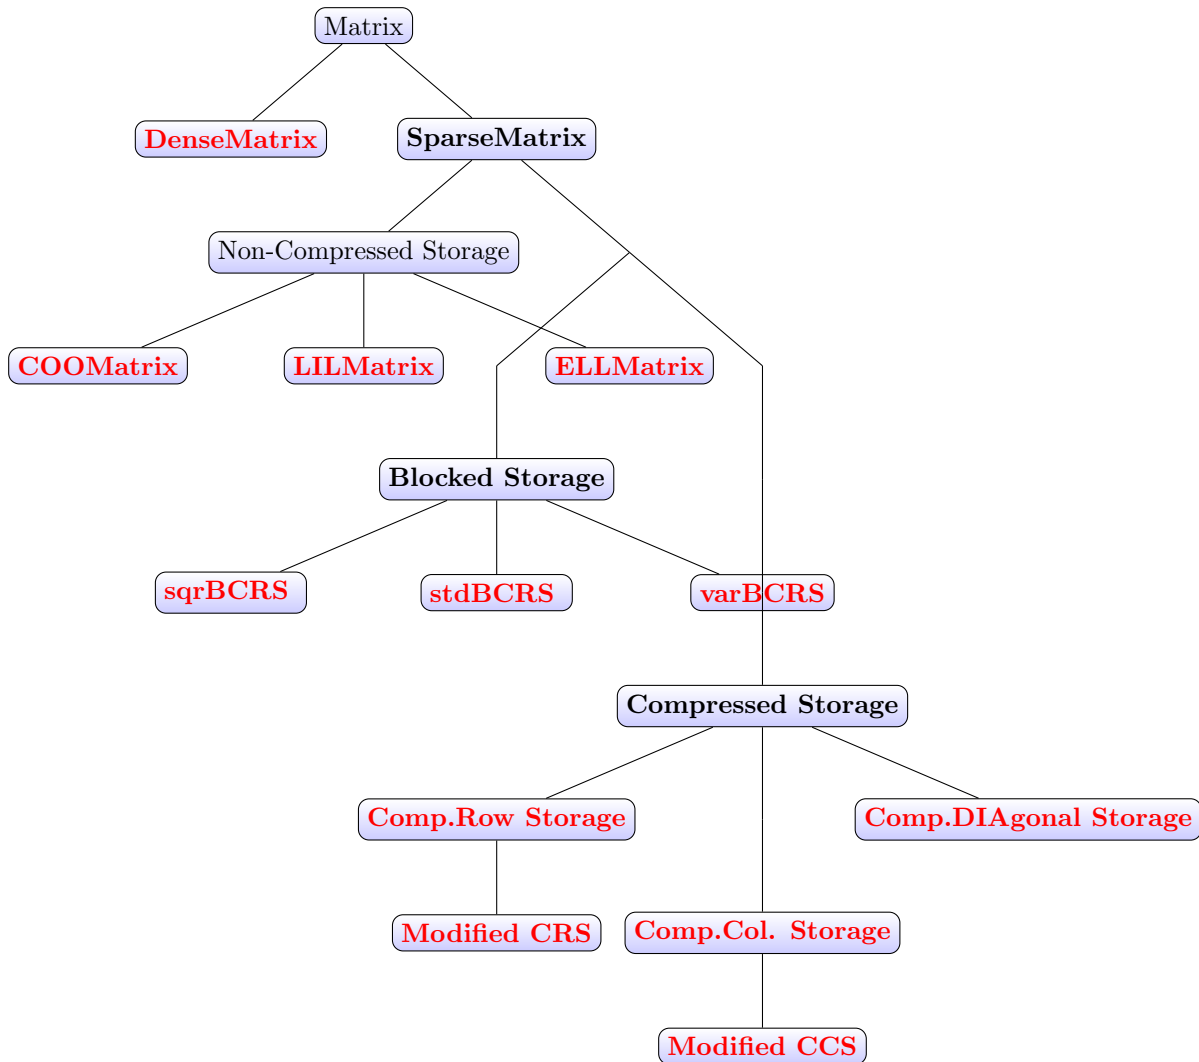 Matrix
DenseMatrix
SparseMatrix
Non-Compressed Storage
COOMatrix
LILMatrix
ELLMatrix
Blocked Storage
sqrBCRS
stdBCRS
varBCRS
Compressed Storage
Comp.Row Storage
Comp.DIAgonal Storage
Modified CRS
Comp.Col. Storage
Modified CCS